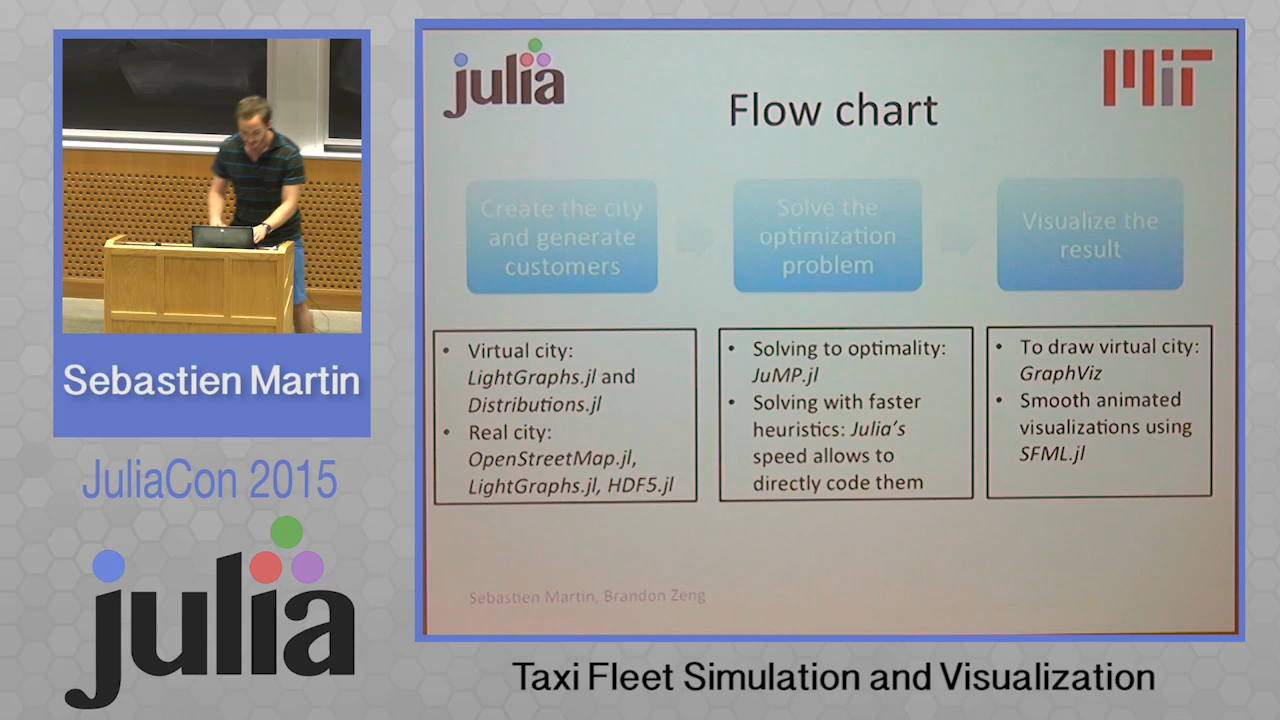 Sebastien Martin
JuliaCon 2015
julia
julia
MIT
Flow chart
Create the city
and generate
customers
Solve the
optimization
problem
Visualize the
result
• Virtual city:
LightGraphs.jl and
Distributions.jl
• Real city:
OpenStreetMap.jl,
LightGraphs.jl, HDF5.jl
• Solving to optimality:
JuMP.jl
• Solving with faster
heuristics: Julia's
speed allows to
directly code them
• To draw virtual city:
GraphViz
• Smooth animated
visualizations using
SFML.jl
Sebastien Martin, Brandon Zeng
Taxi Fleet Simulation and Visualization